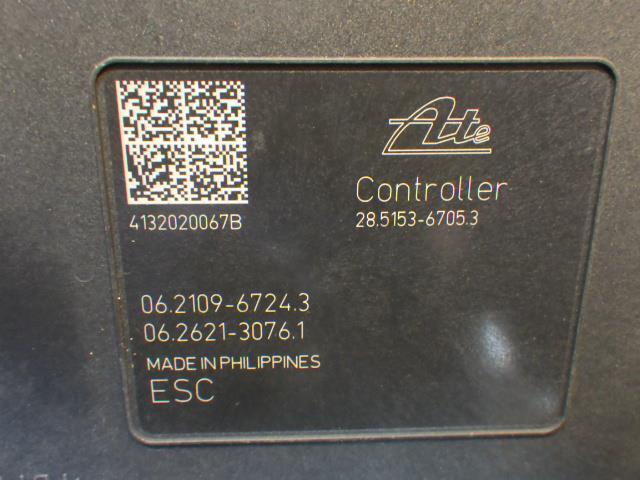 Ate
Controller
28.5153-6705.3
4132020067B
06.2109-6724.3
06.2621-3076.1
MADE IN PHILIPPINES
ESC